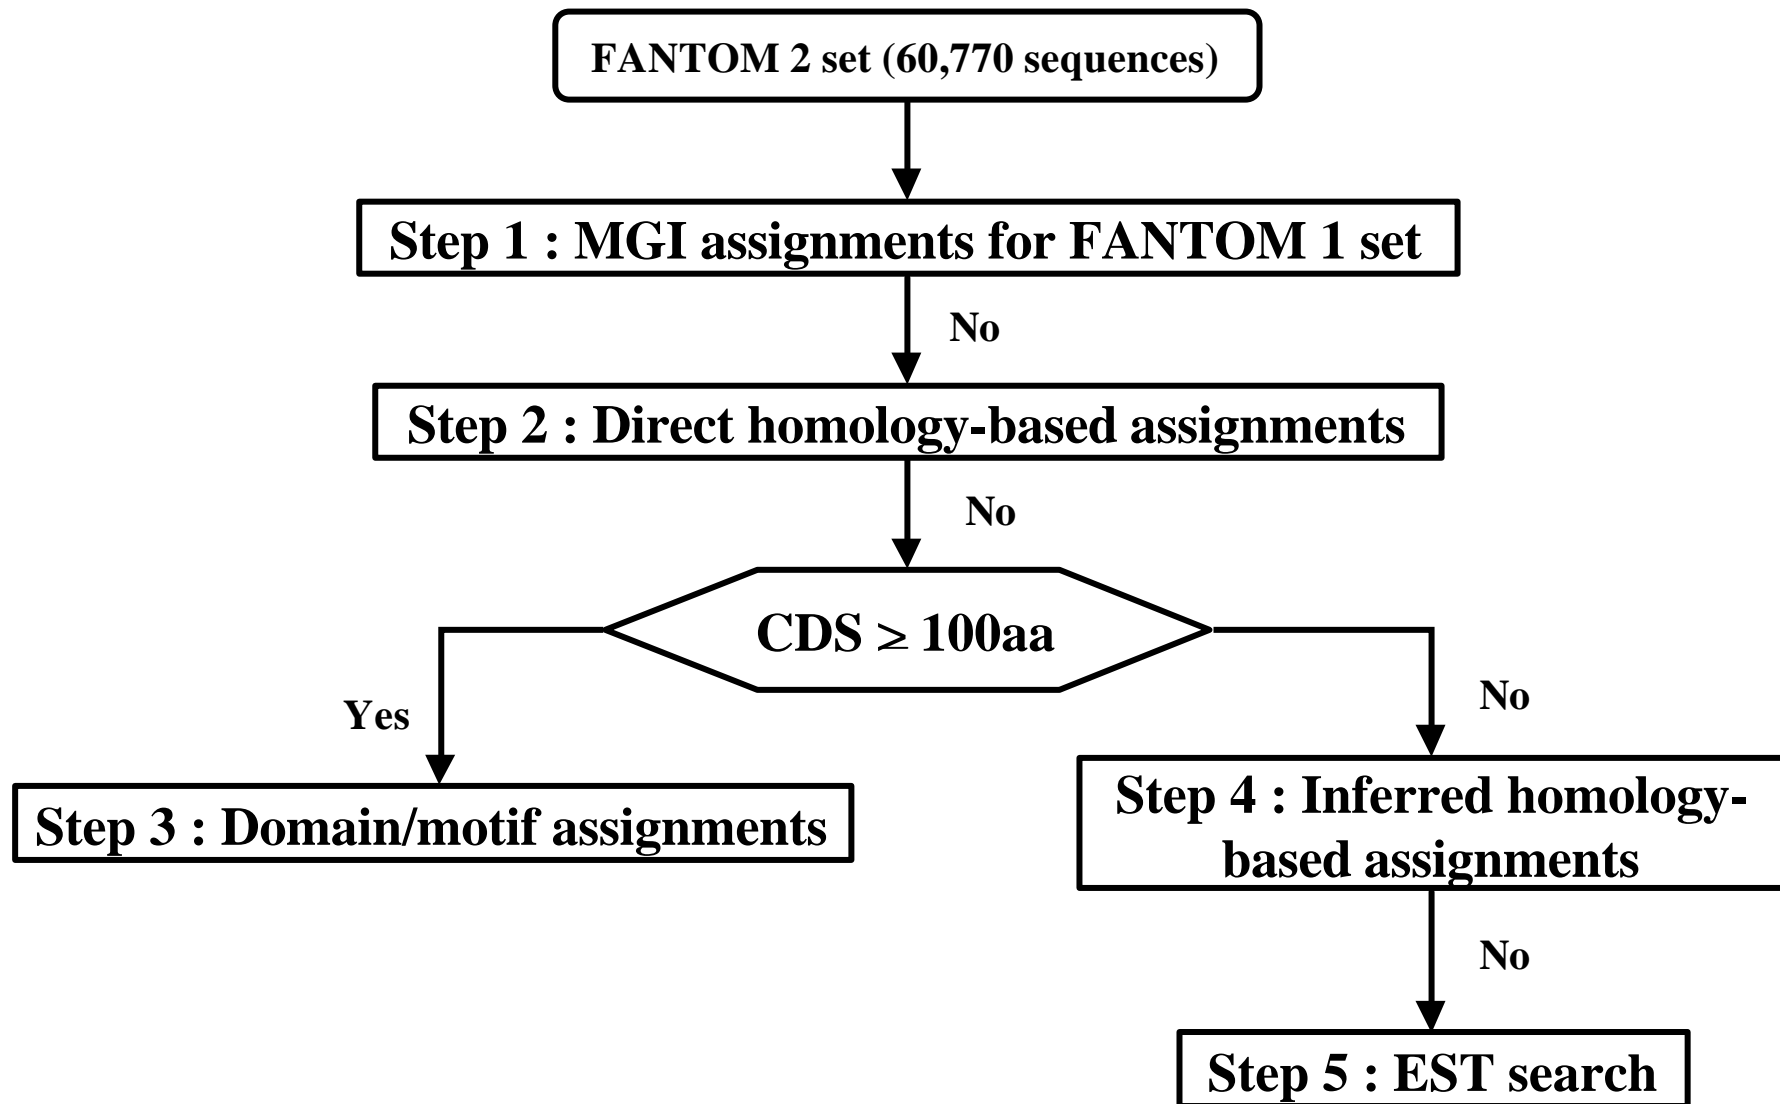 FANTOM 2 set (60,770 sequences)
Step 1 : MGI assignments for FANTOM 1 set
No
Step 2 : Direct homology-based assignments
No
CDS ≥ 100aa
Yes
No
Step 3 : Domain/motif assignments
Step 4 : Inferred homology-
based assignments
No
Step 5 : EST search